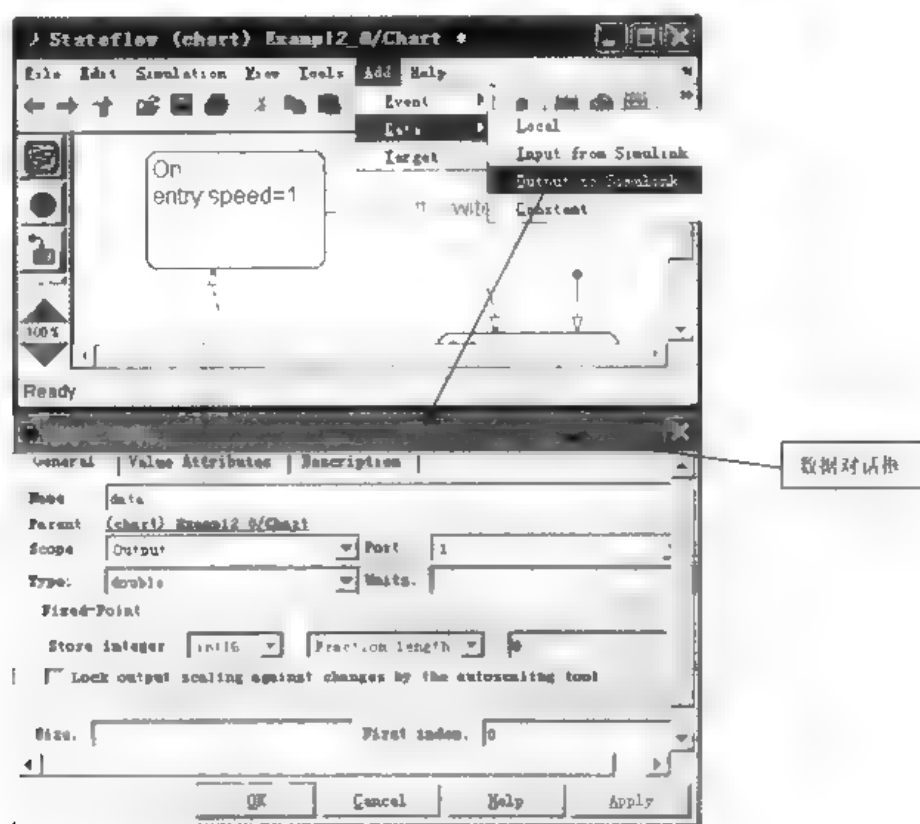 Stateflow (chart) Exampl2_8/Chart *
File Edit Simulation View Tools Add Help
Event
Data
Target
Local
Input from Simulink
Output to Simulink
Constant
On
entry speed=1
100%
Ready
General Value Attributes Description
Name data
Parent (chart) Exampl2_8/Chart
Scope Output Port 1
Type: double Units.
Fixed-Point
Store integer int16 Fraction length 0
Lock output scaling against changes by the autoscaling tool
Size. First index. 0
OK Cancel Help Apply
数据对话框